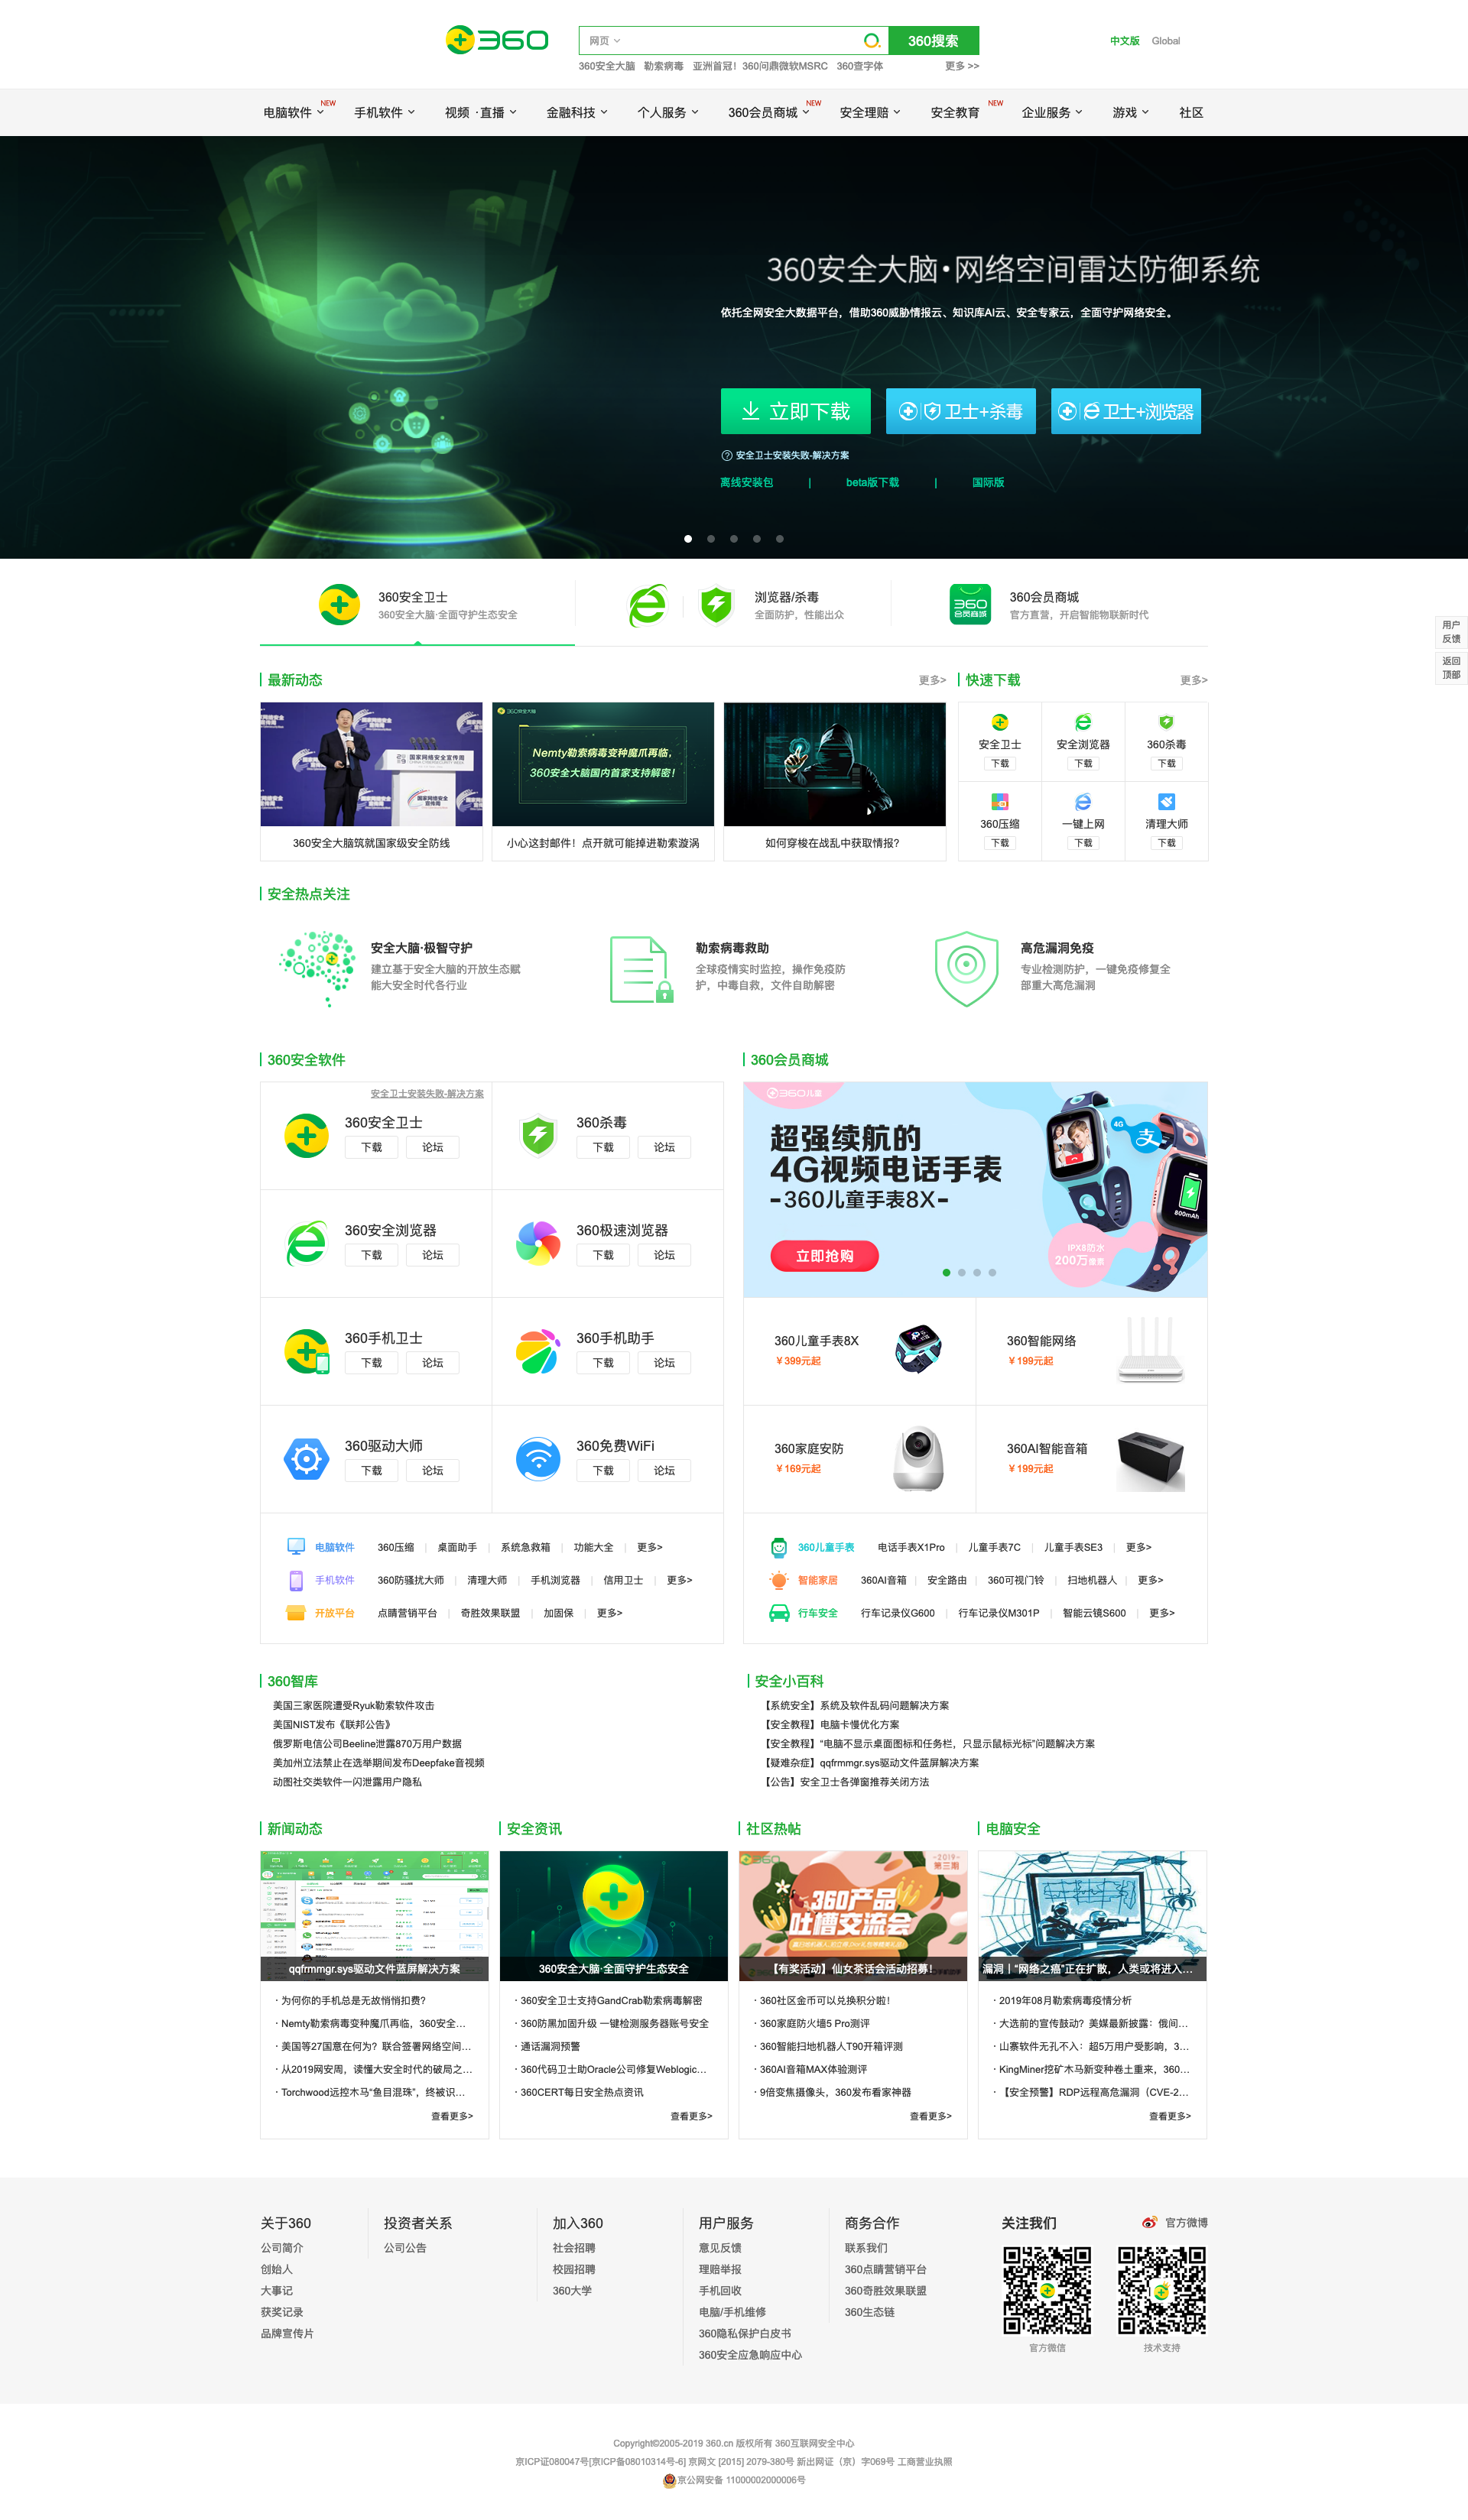 360
网页
360搜索
中文版 Global
360安全大脑 勒索病毒 亚洲首冠！360问鼎微软MSRC 360查字体 更多 >>
电脑软件 NEW 手机软件 视频 ·直播 金融科技 个人服务 360会员商城 NEW 安全理赔 安全教育 NEW 企业服务 游戏 社区
360安全大脑·网络空间雷达防御系统
依托全网安全大数据平台，借助360威胁情报云、知识库AI云、安全专家云，全面守护网络安全。
立即下载 卫士+杀毒 卫士+浏览器
安全卫士安装失败-解决方案
离线安装包 | beta版下载 | 国际版
360安全卫士
360安全大脑·全面守护生态安全
浏览器/杀毒
全面防护，性能出众
360会员商城
官方直营，开启智能物联新时代
用户
反馈
返回
顶部
最新动态 更多>
360安全大脑筑就国家级安全防线
Nemty勒索病毒变种魔爪再临，
360安全大脑国内首家支持解密！
小心这封邮件！点开就可能掉进勒索漩涡
如何穿梭在战乱中获取情报?
快速下载 更多>
安全卫士 安全浏览器 360杀毒
下载 下载 下载
360压缩 一键上网 清理大师
下载 下载 下载
安全热点关注
安全大脑·极智守护
建立基于安全大脑的开放生态赋
能大安全时代各行业
勒索病毒救助
全球疫情实时监控，操作免疫防
护，中毒自救，文件自助解密
高危漏洞免疫
专业检测防护，一键免疫修复全
部重大高危漏洞
360安全软件
安全卫士安装失败-解决方案
360安全卫士
下载 论坛
360杀毒
下载 论坛
360安全浏览器
下载 论坛
360极速浏览器
下载 论坛
360手机卫士
下载 论坛
360手机助手
下载 论坛
360驱动大师
下载 论坛
360免费WiFi
下载 论坛
电脑软件 360压缩 | 桌面助手 | 系统急救箱 | 功能大全 | 更多>
手机软件 360防骚扰大师 | 清理大师 | 手机浏览器 | 信用卫士 | 更多>
开放平台 点睛营销平台 | 奇胜效果联盟 | 加固保 | 更多>
360会员商城
360儿童
超强续航的
4G视频电话手表
-360儿童手表8X-
立即抢购
4G 支
800mAh
IPX8防水
200万像素
360儿童手表8X
￥399元起
360智能网络
￥199元起
360家庭安防
￥169元起
360AI智能音箱
￥199元起
360儿童手表 电话手表X1Pro | 儿童手表7C | 儿童手表SE3 | 更多>
智能家居 360AI音箱 | 安全路由 | 360可视门铃 | 扫地机器人 | 更多>
行车安全 行车记录仪G600 | 行车记录仪M301P | 智能云镜S600 | 更多>
360智库
美国三家医院遭受Ryuk勒索软件攻击
美国NIST发布《联邦公告》
俄罗斯电信公司Beeline泄露870万用户数据
美加州立法禁止在选举期间发布Deepfake音视频
动图社交类软件一闪泄露用户隐私
安全小百科
【系统安全】系统及软件乱码问题解决方案
【安全教程】电脑卡慢优化方案
【安全教程】“电脑不显示桌面图标和任务栏，只显示鼠标光标”问题解决方案
【疑难杂症】qqfrmmgr.sys驱动文件蓝屏解决方案
【公告】安全卫士各弹窗推荐关闭方法
新闻动态
qqfrmmgr.sys驱动文件蓝屏解决方案
· 为何你的手机总是无故悄悄扣费?
· Nemty勒索病毒变种魔爪再临，360安全...
· 美国等27国意在何为？联合签署网络空间...
· 从2019网安周，读懂大安全时代的破局之...
· Torchwood远控木马“鱼目混珠”，终被识...
查看更多>
安全资讯
360安全大脑·全面守护生态安全
· 360安全卫士支持GandCrab勒索病毒解密
· 360防黑加固升级 一键检测服务器账号安全
· 通话漏洞预警
· 360代码卫士助Oracle公司修复Weblogic...
· 360CERT每日安全热点资讯
查看更多>
社区热帖
2019
第三期
360产品
吐槽交流会
【有奖活动】仙女茶话会活动招募！
· 360社区金币可以兑换积分啦！
· 360家庭防火墙5 Pro测评
· 360智能扫地机器人T90开箱评测
· 360AI音箱MAX体验测评
· 9倍变焦摄像头，360发布看家神器
查看更多>
电脑安全
漏洞丨“网络之癌”正在扩散，人类或将进入...
· 2019年08月勒索病毒疫情分析
· 大选前的宣传鼓动？美媒最新披露：俄间...
· 山寨软件无孔不入：超5万用户受影响，3...
· KingMiner挖矿木马新变种卷土重来，360...
· 【安全预警】RDP远程高危漏洞（CVE-2...
查看更多>
关于360
公司简介
创始人
大事记
获奖记录
品牌宣传片
投资者关系
公司公告
加入360
社会招聘
校园招聘
360大学
用户服务
意见反馈
理赔举报
手机回收
电脑/手机维修
360隐私保护白皮书
360安全应急响应中心
商务合作
联系我们
360点睛营销平台
360奇胜效果联盟
360生态链
关注我们 官方微博
官方微信 技术支持
Copyright©2005-2019 360.cn 版权所有 360互联网安全中心
京ICP证080047号[京ICP备08010314号-6] 京网文 [2015] 2079-380号 新出网证（京）字069号 工商营业执照
京公网安备 11000002000006号